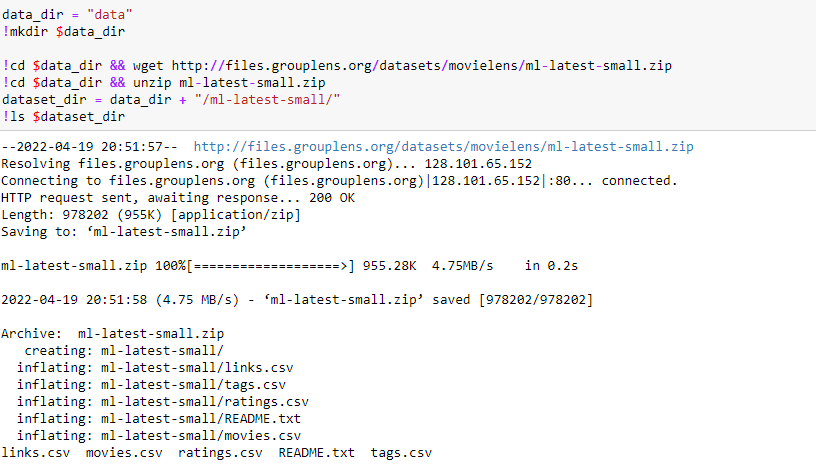 data_dir = "data"
!mkdir $data_dir
!cd $data_dir && wget http://files.grouplens.org/datasets/movielens/ml-latest-small.zip
!cd $data_dir && unzip ml-latest-small.zip
dataset_dir = data_dir + "/ml-latest-small/"
!ls $dataset_dir
--2022-04-19 20:51:57--  http://files.grouplens.org/datasets/movielens/ml-latest-small.zip
Resolving files.grouplens.org (files.grouplens.org)... 128.101.65.152
Connecting to files.grouplens.org (files.grouplens.org)|128.101.65.152|:80... connected.
HTTP request sent, awaiting response... 200 OK
Length: 978202 (955K) [application/zip]
Saving to: ‘ml-latest-small.zip’
ml-latest-small.zip 100%[===================>] 955.28K  4.75MB/s    in 0.2s
2022-04-19 20:51:58 (4.75 MB/s) - ‘ml-latest-small.zip’ saved [978202/978202]
Archive:  ml-latest-small.zip
   creating: ml-latest-small/
  inflating: ml-latest-small/links.csv
  inflating: ml-latest-small/tags.csv
  inflating: ml-latest-small/ratings.csv
  inflating: ml-latest-small/README.txt
  inflating: ml-latest-small/movies.csv
links.csv  movies.csv  ratings.csv  README.txt  tags.csv